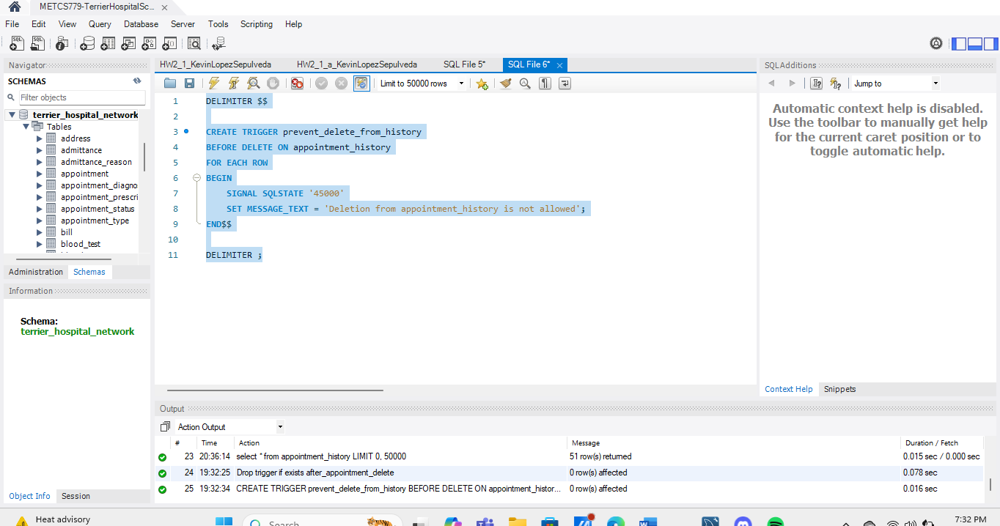 METCS779-TerrierHospitalSc...
File Edit View Query Database Server Tools Scripting Help
Navigator
SCHEMAS
Filter objects
terrier_hospital_network
Tables
address
admittance
admittance_reason
appointment
appointment_diagno
appointment_prescri
appointment_status
appointment_type
bill
blood_test
Administration Schemas
Information
Schema:
terrier_hospital_network
Object Info Session
HW2_1_KevinLopezSepulveda HW2_1_a_KevinLopezSepulveda SQL File 5* SQL File 6*
Limit to 50000 rows
1 DELIMITER $$
2
3 CREATE TRIGGER prevent_delete_from_history
4 BEFORE DELETE ON appointment_history
5 FOR EACH ROW
6 BEGIN
7 SIGNAL SQLSTATE '45000'
8 SET MESSAGE_TEXT = 'Deletion from appointment_history is not allowed';
9 END$$
10
11 DELIMITER ;
SQLAdditions
Jump to
Automatic context help is disabled.
Use the toolbar to manually get help
for the current caret position or to
toggle automatic help.
Context Help Snippets
Output
Action Output
# Time Action Message Duration / Fetch
23 20:36:14 select * from appointment_history LIMIT 0, 50000 51 row(s) returned 0.015 sec / 0.000 sec
24 19:32:25 Drop trigger if exists after_appointment_delete 0 row(s) affected 0.078 sec
25 19:32:34 CREATE TRIGGER prevent_delete_from_history BEFORE DELETE ON appointment_histor... 0 row(s) affected 0.016 sec
Heat advisory
Search
7:32 PM